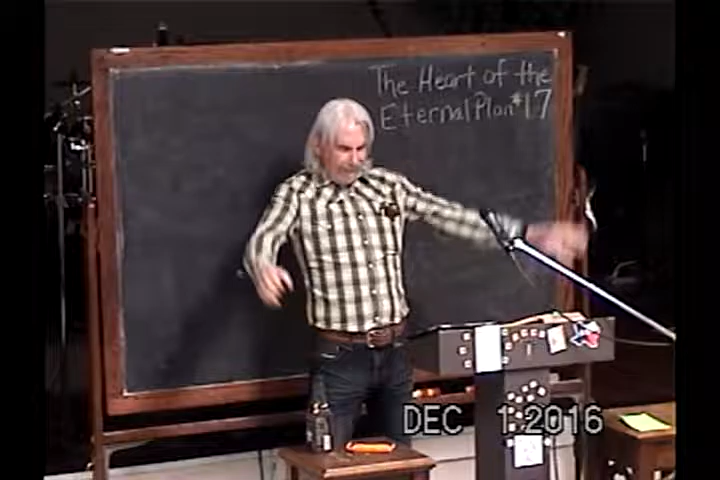 The Heart of the
Eternal Plan #17
DEC 1 2016